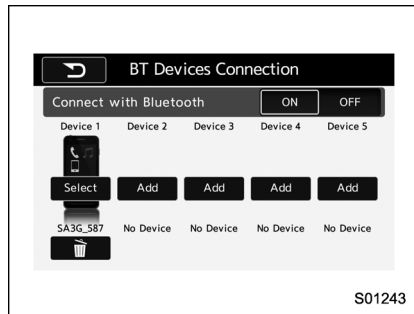 BT Devices Connection
Connect with Bluetooth ON OFF
Device 1 Device 2 Device 3 Device 4 Device 5
Select Add Add Add Add
SA3G_587 No Device No Device No Device No Device
S01243